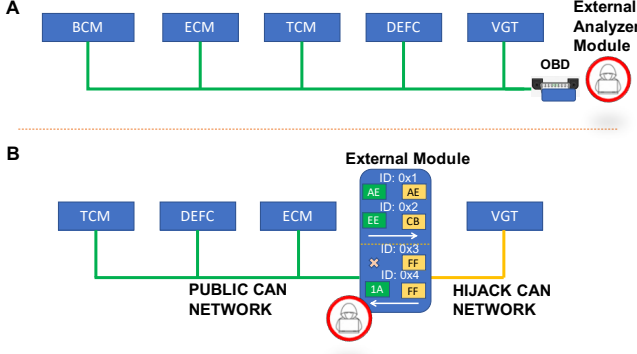 A
BCM
ECM
TCM
DEFC
VGT
External
Analyzer
Module
OBD
B
External Module
TCM
DEFC
ECM
ID: 0x1
AE AE
ID: 0x2
EE CB
FF
ID: 0x3
ID: 0x4
1A FF
VGT
PUBLIC CAN
NETWORK
HIJACK CAN
NETWORK